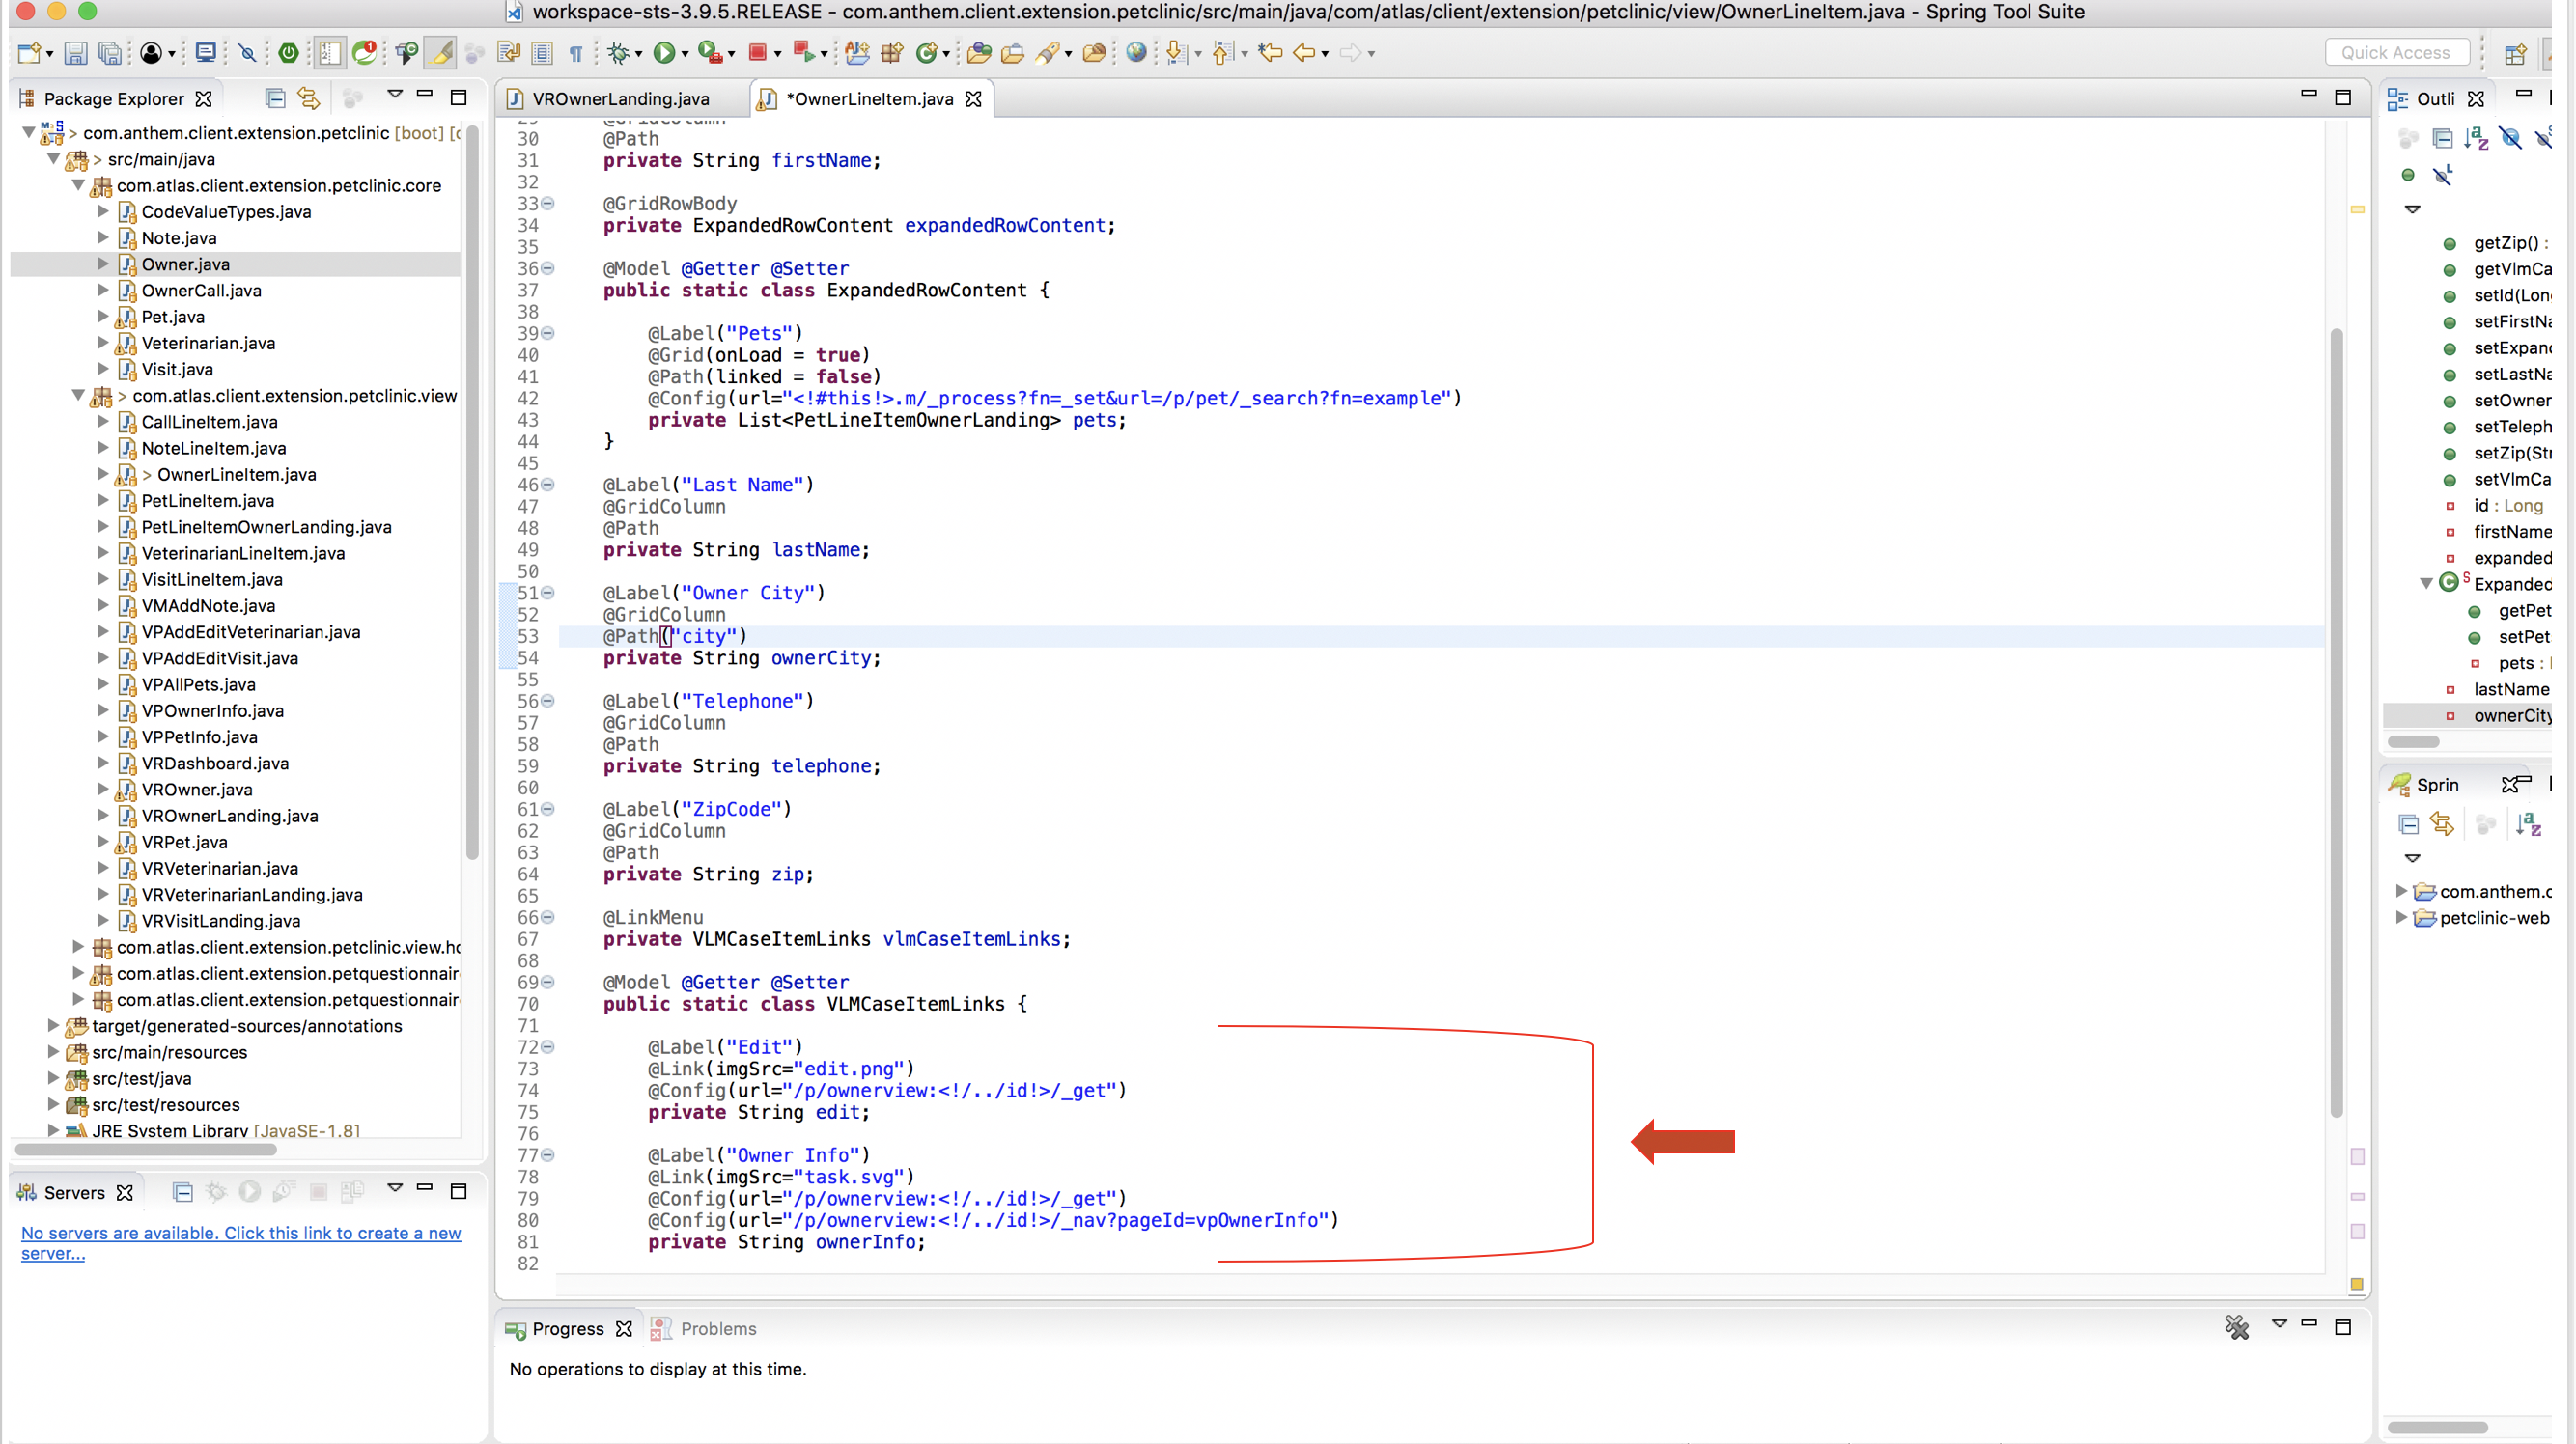 workspace-sts-3.9.5.RELEASE - com.anthem.client.extension.petclinic/src/main/java/com/atlas/client/extension/petclinic/view/OwnerLineItem.java - Spring Tool Suite
Quick Access
Package Explorer
> com.anthem.client.extension.petclinic [boot] [
> src/main/java
com.atlas.client.extension.petclinic.core
CodeValueTypes.java
Note.java
Owner.java
OwnerCall.java
Pet.java
Veterinarian.java
Visit.java
> com.atlas.client.extension.petclinic.view
CallLineItem.java
NoteLineItem.java
> OwnerLineItem.java
PetLineItem.java
PetLineItemOwnerLanding.java
VeterinarianLineItem.java
VisitLineItem.java
VMAddNote.java
VPAddEditVeterinarian.java
VPAddEditVisit.java
VPAllPets.java
VPOwnerInfo.java
VPPetInfo.java
VRDashboard.java
VROwner.java
VROwnerLanding.java
VRPet.java
VRVeterinarian.java
VRVeterinarianLanding.java
VRVisitLanding.java
com.atlas.client.extension.petclinic.view.h
com.atlas.client.extension.petquestionnair
com.atlas.client.extension.petquestionnair
target/generated-sources/annotations
src/main/resources
src/test/java
src/test/resources
JRE System Library [JavaSE-1.8]
Servers
No servers are available. Click this link to create a new
server...
VROwnerLanding.java
*OwnerLineItem.java
30 @Path
31 private String firstName;
32
33 @GridRowBody
34 private ExpandedRowContent expandedRowContent;
35
36 @Model @Getter @Setter
37 public static class ExpandedRowContent {
38
39 @Label("Pets")
40 @Grid(onLoad = true)
41 @Path(linked = false)
42 @Config(url="<!#this!>.m/_process?fn=_set&url=/p/pet/_search?fn=example")
43 private List<PetLineItemOwnerLanding> pets;
44 }
45
46 @Label("Last Name")
47 @GridColumn
48 @Path
49 private String lastName;
50
51 @Label("Owner City")
52 @GridColumn
53 @Path("city")
54 private String ownerCity;
55
56 @Label("Telephone")
57 @GridColumn
58 @Path
59 private String telephone;
60
61 @Label("ZipCode")
62 @GridColumn
63 @Path
64 private String zip;
65
66 @LinkMenu
67 private VLMCaseItemLinks vlmCaseItemLinks;
68
69 @Model @Getter @Setter
70 public static class VLMCaseItemLinks {
71
72 @Label("Edit")
73 @Link(imgSrc="edit.png")
74 @Config(url="/p/ownerview:<!/../id!>/_get")
75 private String edit;
76
77 @Label("Owner Info")
78 @Link(imgSrc="task.svg")
79 @Config(url="/p/ownerview:<!/../id!>/_get")
80 @Config(url="/p/ownerview:<!/../id!>/_nav?pageId=vpOwnerInfo")
81 private String ownerInfo;
82
Progress
Problems
No operations to display at this time.
Outli
getZip() :
getVlmCa
setId(Lon
setFirstNa
setExpan
setLastNa
setOwner
setTeleph
setZip(Str
setVlmCa
id : Long
firstName
expanded
Expanded
getPet
setPet
pets :
lastName
ownerCity
Sprin
com.anthem.c
petclinic-web